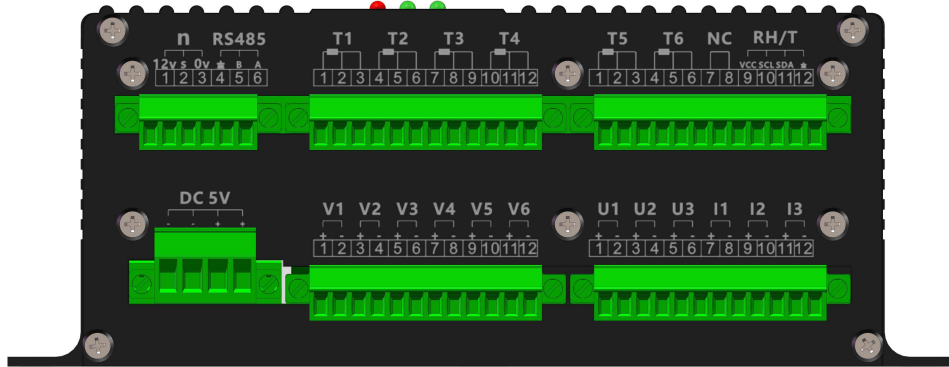 n RS485
12v S 0v B A
1 2 3 4 5 6
T1 T2 T3 T4
1 2 3 4 5 6 7 8 9 10 11 12
T5 T6 NC RH/T
VCC SCL SDA
1 2 3 4 5 6 7 8 9 10 11 12
DC 5V
- - + +
V1 V2 V3 V4 V5 V6
+ - + - + - + - + - + -
1 2 3 4 5 6 7 8 9 10 11 12
U1 U2 U3 I1 I2 I3
+ - + - + - + - + - + -
1 2 3 4 5 6 7 8 9 10 11 12